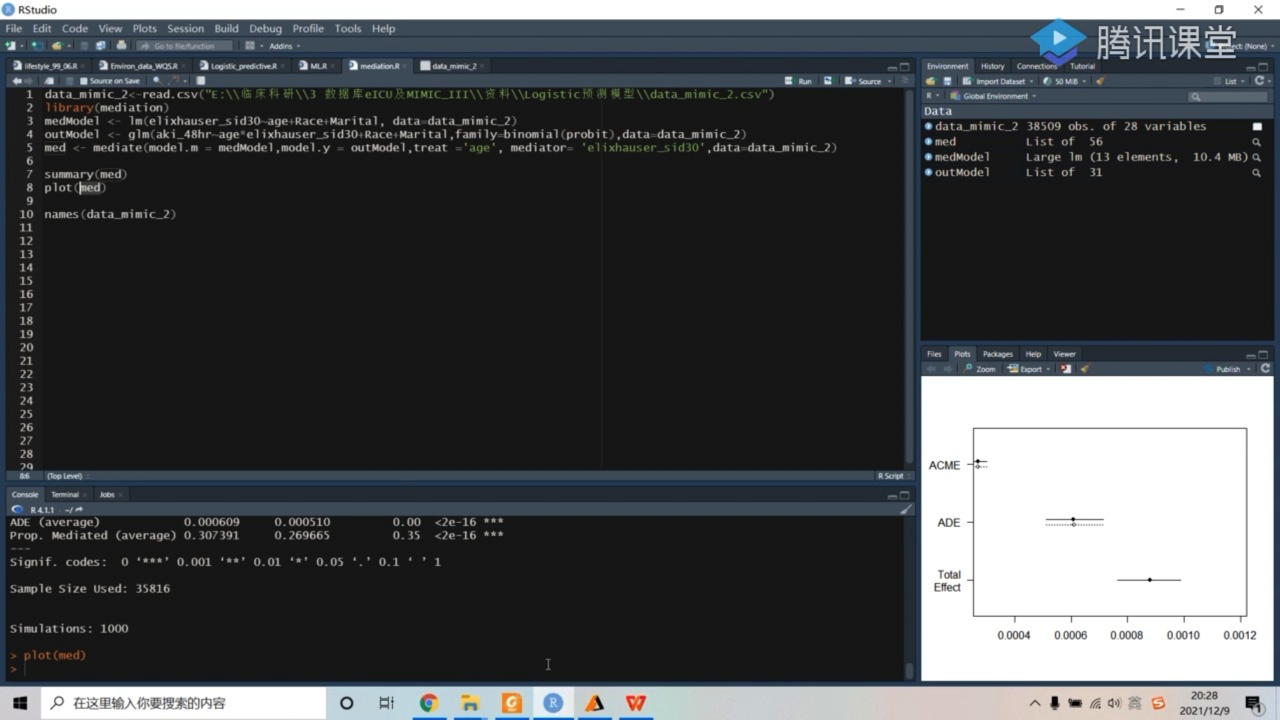 RStudio
File Edit Code View Plots Session Build Debug Profile Tools Help
Go to file/function Addins
腾讯课堂
lifestyle_99_06.R Environ_data_WQS.R Logistic_predictive.R MLR mediation.R data_mimic_2
Source on Save Run Source
1 data_mimic_2<-read.csv("E:\\临床科研\\1 数据库eICU及MIMIC_III\\资料\\Logistic预测模型\\data_mimic_2.csv")
2 library(mediation)
3 medModel <- lm(elixhauser_sid30~age+Race+Marital, data=data_mimic_2)
4 outModel <- glm(aki_48hr~age*elixhauser_sid30+Race+Marital,family=binomial(probit),data=data_mimic_2)
5 med <- mediate(model.m = medModel,model.y = outModel,treat ='age', mediator= 'elixhauser_sid30',data=data_mimic_2)
6
7 summary(med)
8 plot(med)
9
10 names(data_mimic_2)
11
12
13
14
15
16
17
18
19
20
21
22
23
24
25
26
27
28
29
8:6 (Top Level) R Script
Console Terminal Jobs
R 4.1.1 · ~/
ADE (average) 0.000609 0.000510 0.00 <2e-16 ***
Prop. Mediated (average) 0.307391 0.269665 0.35 <2e-16 ***
---
Signif. codes: 0 ‘***’ 0.001 ‘**’ 0.01 ‘*’ 0.05 ‘.’ 0.1 ‘ ’ 1
Sample Size Used: 35816
Simulations: 1000
> plot(med)
>
Environment History Connections Tutorial
Import Dataset 50 MiB List
R Global Environment
Data
data_mimic_2 38509 obs. of 28 variables
med List of 56
medModel Large lm (13 elements, 10.4 MB)
outModel List of 31
Files Plots Packages Help Viewer
Zoom Export Publish
ACME
ADE
Total
Effect
0.0004 0.0006 0.0008 0.0010 0.0012
在这里输入你要搜索的内容
英
20:28
2021/12/9